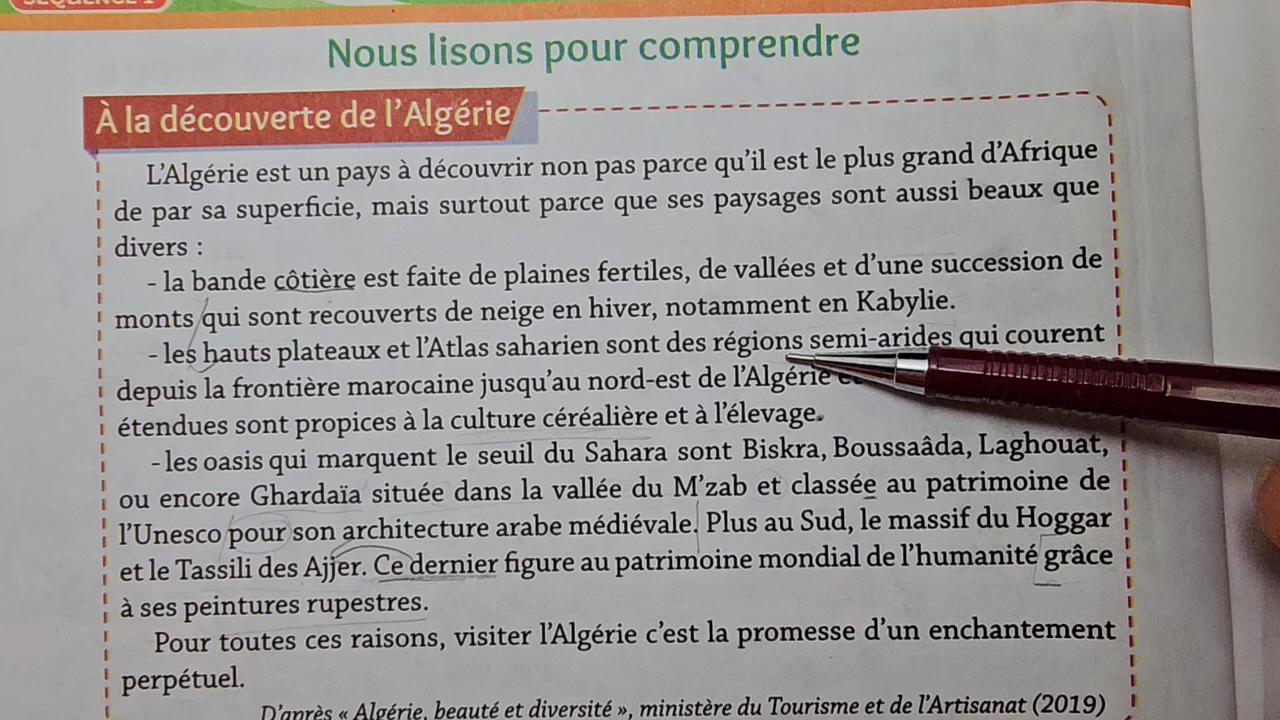 SÉQUENCE 1
Nous lisons pour comprendre
À la découverte de l'Algérie
L'Algérie est un pays à découvrir non pas parce qu'il est le plus grand d'Afrique
de par sa superficie, mais surtout parce que ses paysages sont aussi beaux que
divers :
- la bande côtière est faite de plaines fertiles, de vallées et d'une succession de
monts qui sont recouverts de neige en hiver, notamment en Kabylie.
- les hauts plateaux et l'Atlas saharien sont des régions semi-arides qui courent
depuis la frontière marocaine jusqu'au nord-est de l'Algérie
étendues sont propices à la culture céréalière et à l'élevage.
- les oasis qui marquent le seuil du Sahara sont Biskra, Boussaâda, Laghouat,
ou encore Ghardaïa située dans la vallée du M'zab et classée au patrimoine de
l'Unesco pour son architecture arabe médiévale. Plus au Sud, le massif du Hoggar
et le Tassili des Ajjer. Ce dernier figure au patrimoine mondial de l'humanité grâce
à ses peintures rupestres.
Pour toutes ces raisons, visiter l'Algérie c'est la promesse d'un enchantement
perpétuel.
D'après « Algérie, beauté et diversité », ministère du Tourisme et de l'Artisanat (2019)